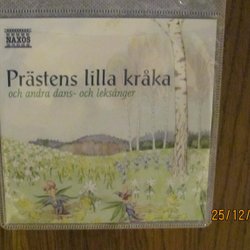 NAXOS
Prästens lilla kråka
och andra dans- och leksånger
25/12/